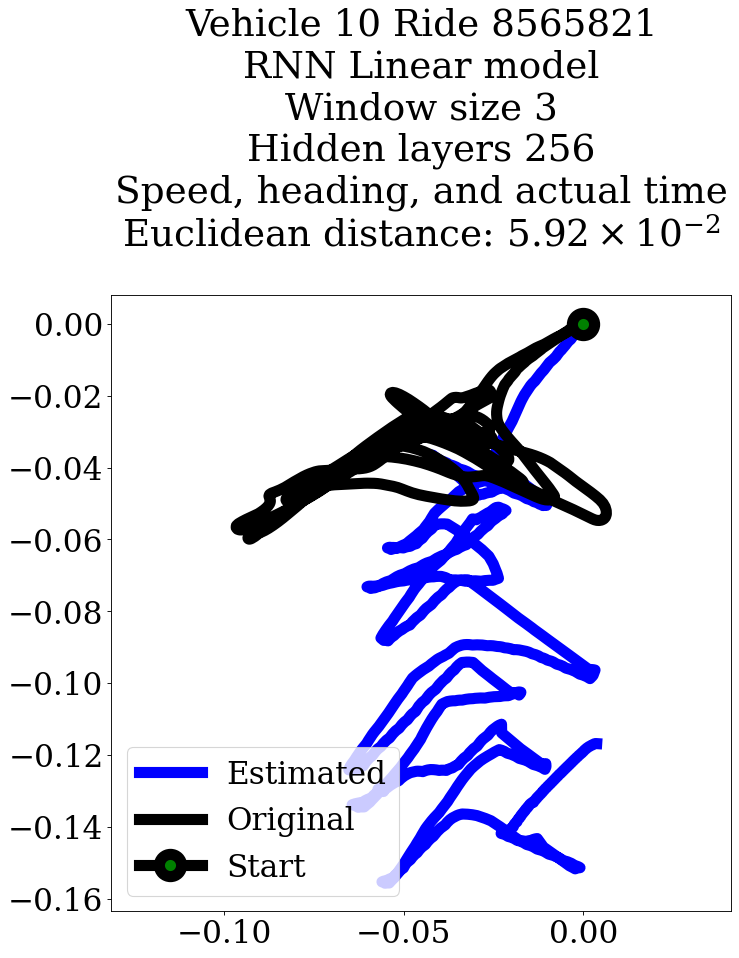 Vehicle 10 Ride 8565821
RNN Linear model
Window size 3
Hidden layers 256
Speed, heading, and actual time
Euclidean distance: 5.92 × 10⁻²
0.00
−0.02
−0.04
−0.06
−0.08
−0.10
−0.12
−0.14
−0.16
Estimated
Original
Start
−0.10 −0.05 0.00